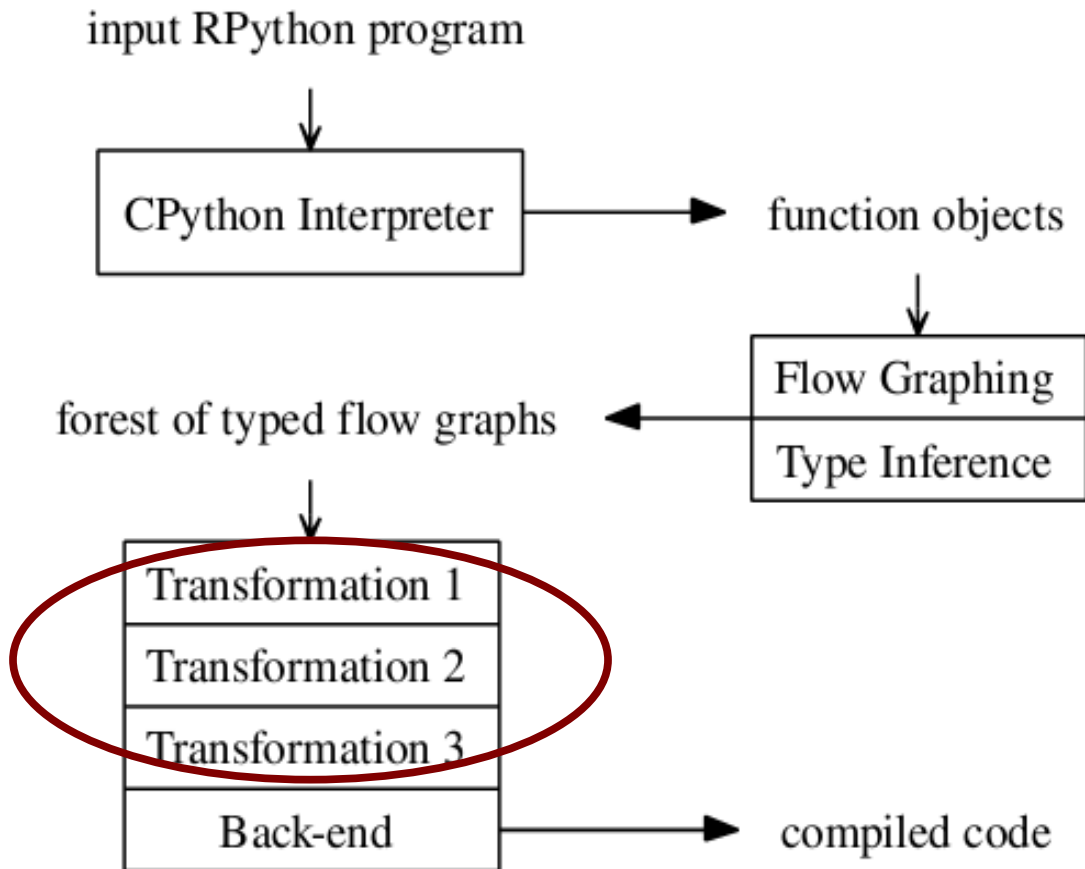 input RPython program
CPython Interpreter
function objects
Flow Graphing
forest of typed flow graphs
Type Inference
Transformation 1
Transformation 2
Transformation 3
Back-end
compiled code